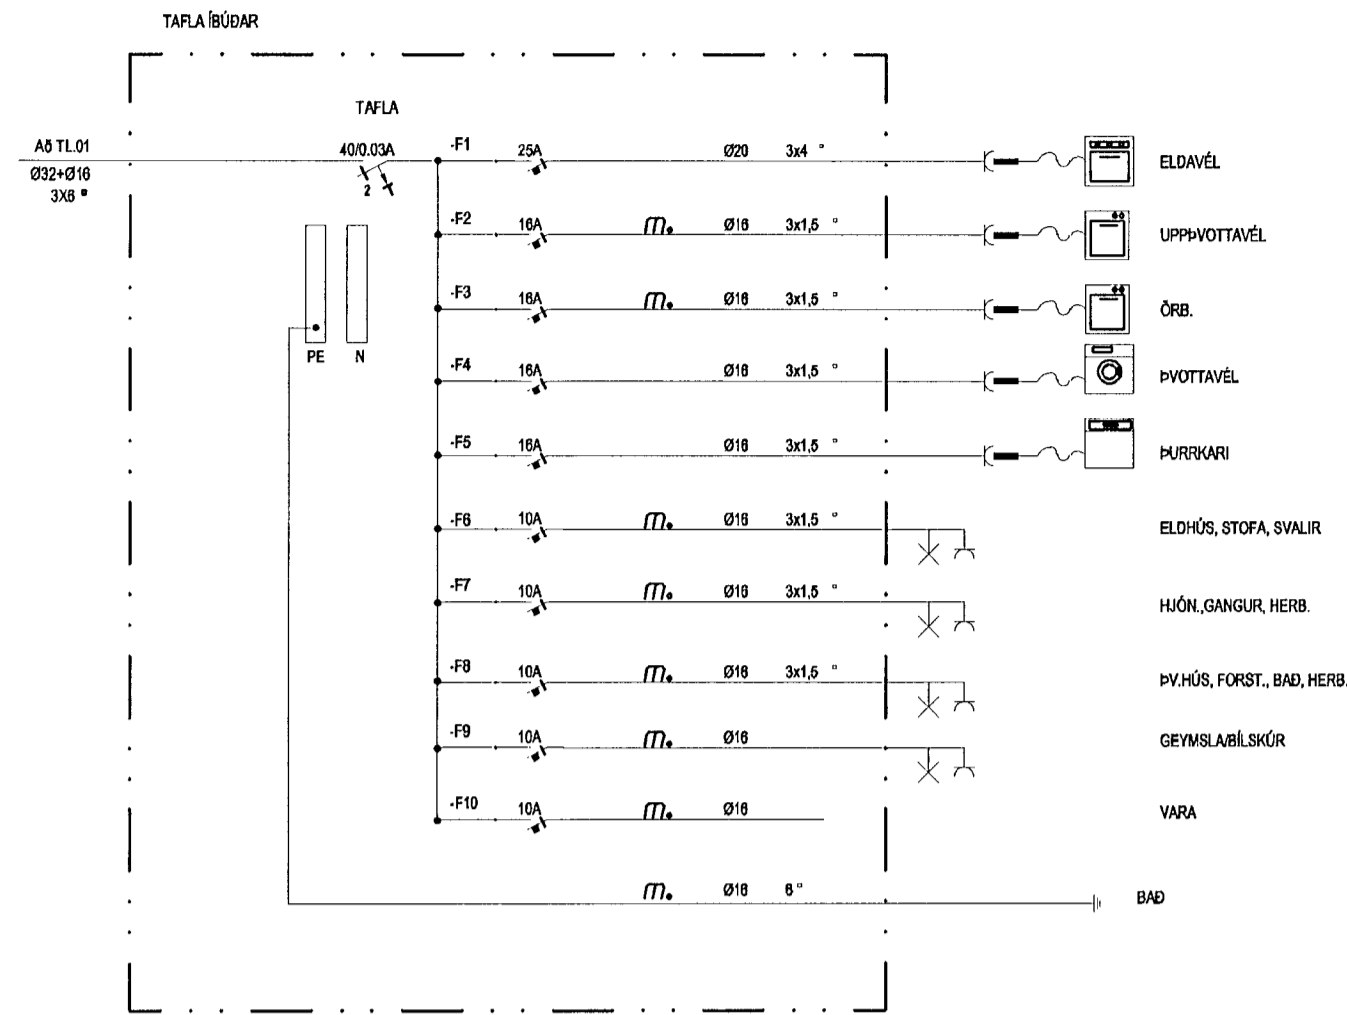 TAFLA ÍBÚÐAR
TAFLA
Að TL.01
Ø32+Ø16
3X6 ▫
40/0.03A
2
PE N
-F1 25A Ø20 3x4 ▫ ELDAVÉL
-F2 16A m. Ø16 3x1,5 ▫ UPPÞVOTTAVÉL
-F3 16A m. Ø16 3x1,5 ▫ ÖRB.
-F4 16A Ø16 3x1,5 ▫ ÞVOTTAVÉL
-F5 16A Ø16 3x1,5 ▫ ÞURRKARI
-F6 10A m. Ø16 3x1,5 ▫ ELDHÚS, STOFA, SVALIR
-F7 10A m. Ø16 3x1,5 ▫ HJÓN.,GANGUR, HERB.
-F8 10A m. Ø16 3x1,5 ▫ ÞV.HÚS, FORST., BAÐ, HERB.
-F9 10A m. Ø16 GEYMSLA/BÍLSKÚR
-F10 10A m. Ø16 VARA
m. Ø16 6 ▫ BAÐ